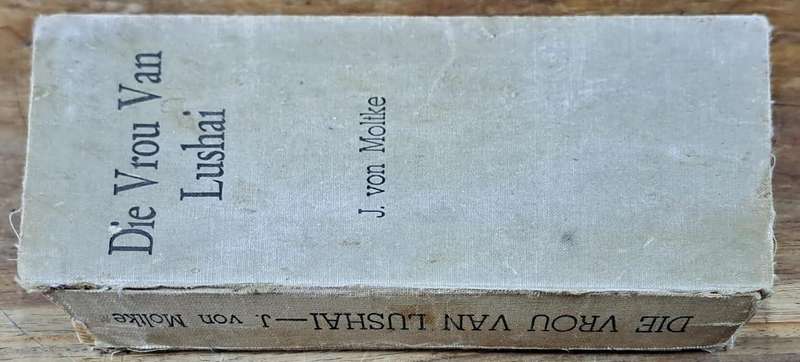 Die Vrou Van
Lushai
J. von Moltke
DIE VROU VAN LUSHAI—J. von Moltke